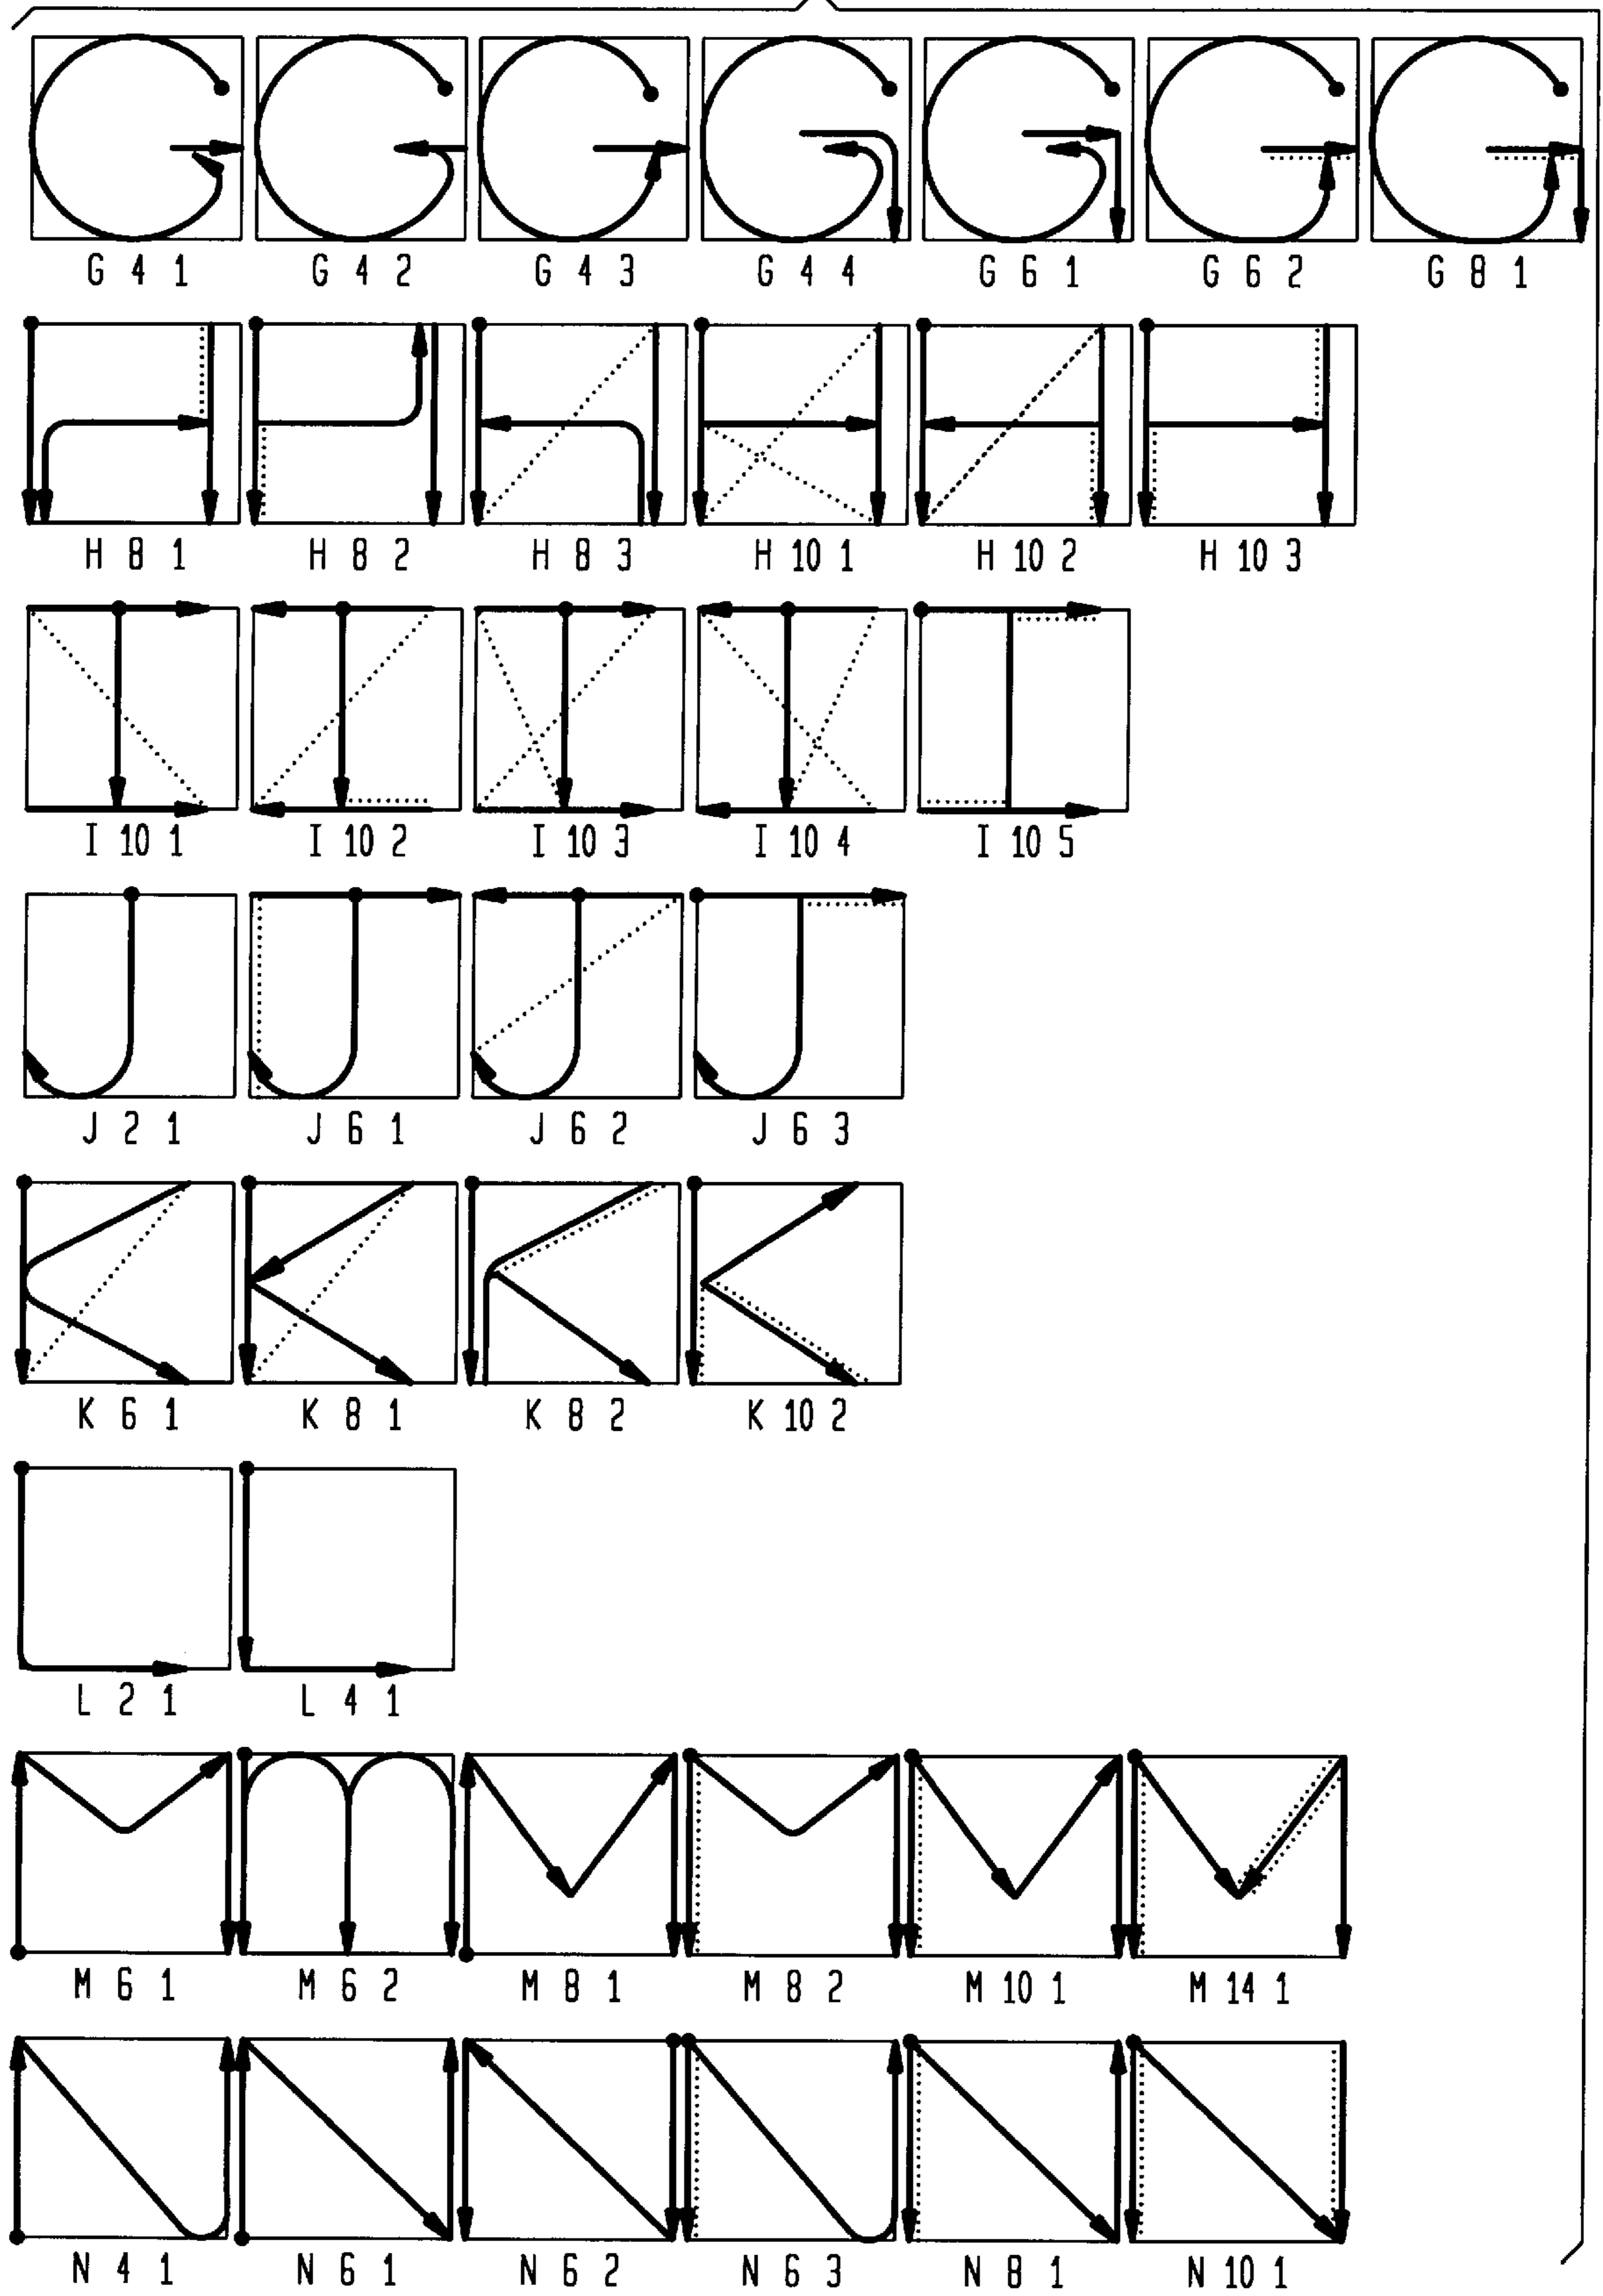 G 4 1 G 4 2 G 4 3 G 4 4 G 6 1 G 6 2 G 8 1
H 8 1 H 8 2 H 8 3 H 10 1 H 10 2 H 10 3
I 10 1 I 10 2 I 10 3 I 10 4 I 10 5
J 2 1 J 6 1 J 6 2 J 6 3
K 6 1 K 8 1 K 8 2 K 10 2
L 2 1 L 4 1
M 6 1 M 6 2 M 8 1 M 8 2 M 10 1 M 14 1
N 4 1 N 6 1 N 6 2 N 6 3 N 8 1 N 10 1